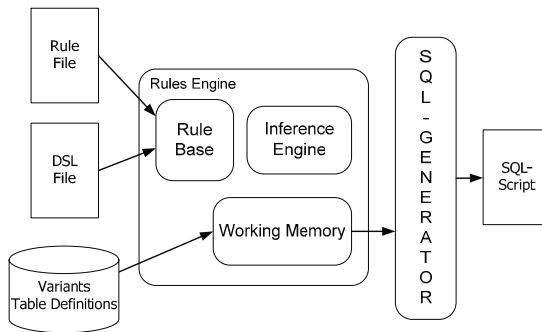 Rule
File
DSL
File
Variants
Table Definitions
Rules Engine
Rule
Base
Inference
Engine
Working Memory
S
Q
L
-
G
E
N
E
R
A
T
O
R
SQL-
Script